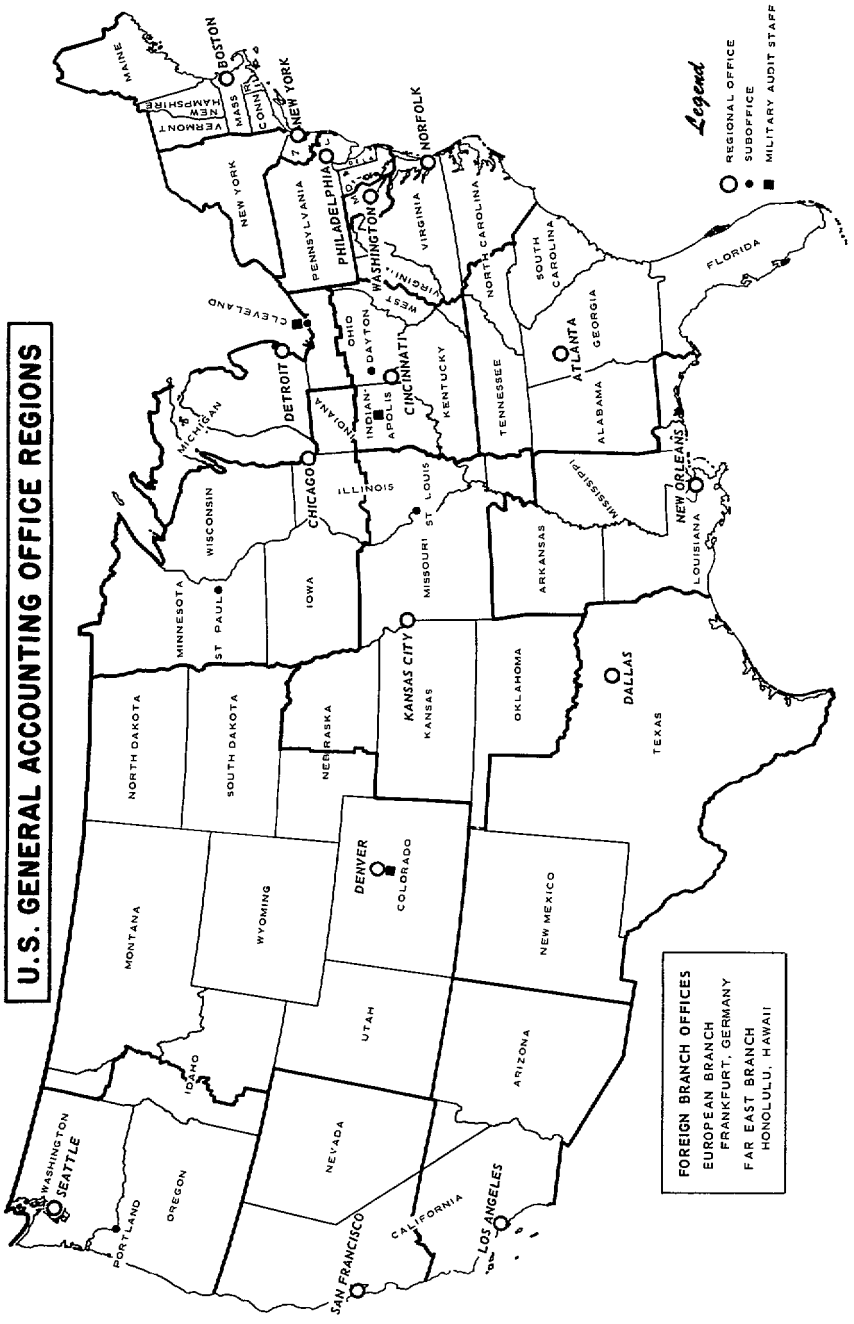 U.S. GENERAL ACCOUNTING OFFICE REGIONS
WASHINGTON
SEATTLE
PORTLAND
OREGON
IDAHO
MONTANA
NORTH DAKOTA
MINNESOTA
ST PAUL
WISCONSIN
MICHIGAN
DETROIT
CLEVELAND
NEW YORK
VERMONT
NEW
HAMPSHIRE
MAINE
MASS
R I
CONN
BOSTON
NEW YORK
SAN FRANCISCO
CALIFORNIA
NEVADA
UTAH
WYOMING
SOUTH DAKOTA
NEBRASKA
IOWA
CHICAGO
ILLINOIS
INDIANA
INDIAN-
APOLIS
OHIO
DAYTON
CINCINNATI
PENNSYLVANIA
PHILADELPHIA
WASHINGTON
WEST
VIRGINIA
VIRGINIA
NORFOLK
LOS ANGELES
ARIZONA
DENVER
COLORADO
KANSAS CITY
KANSAS
MISSOURI
ST LOUIS
KENTUCKY
TENNESSEE
NORTH CAROLINA
SOUTH
CAROLINA
NEW MEXICO
OKLAHOMA
ARKANSAS
MISSISSIPPI
ALABAMA
ATLANTA
GEORGIA
FLORIDA
TEXAS
DALLAS
LOUISIANA
NEW ORLEANS
FOREIGN BRANCH OFFICES
EUROPEAN BRANCH
FRANKFURT, GERMANY
FAR EAST BRANCH
HONOLULU, HAWAII
Legend
REGIONAL OFFICE
SUBOFFICE
MILITARY AUDIT STAFF